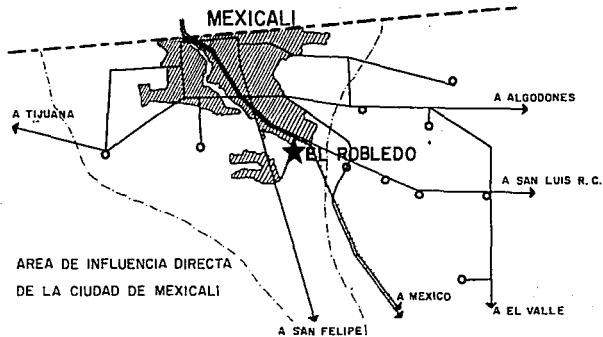 MEXICALI
A TIJUANA
A ALGODONES
EL ROBLEDO
A SAN LUIS R.C.
AREA DE INFLUENCIA DIRECTA
DE LA CIUDAD DE MEXICALI
A MEXICO
A EL VALLE
A SAN FELIPE